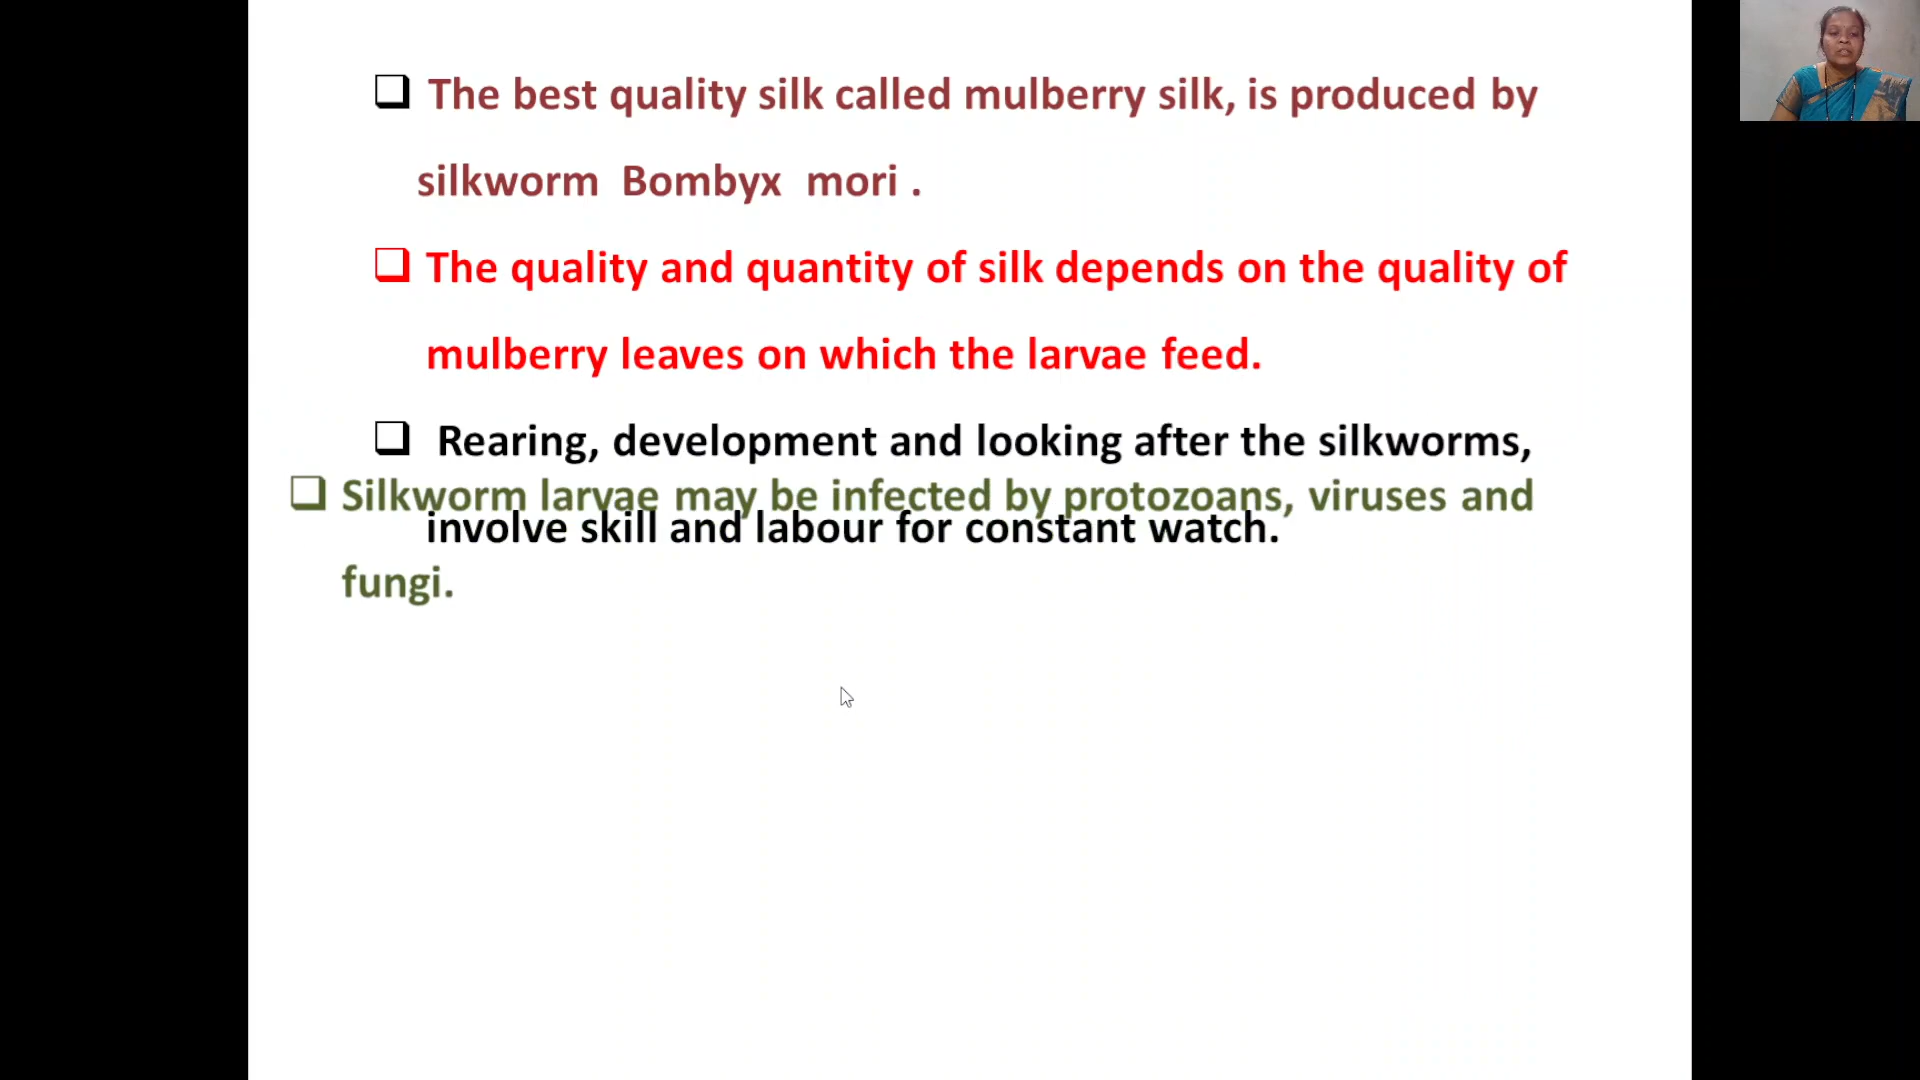 The best quality silk called mulberry silk, is produced by
silkworm Bombyx mori .
The quality and quantity of silk depends on the quality of
mulberry leaves on which the larvae feed.
Rearing, development and looking after the silkworms,
involve skill and labour for constant watch.
Silkworm larvae may be infected by protozoans, viruses and
fungi.